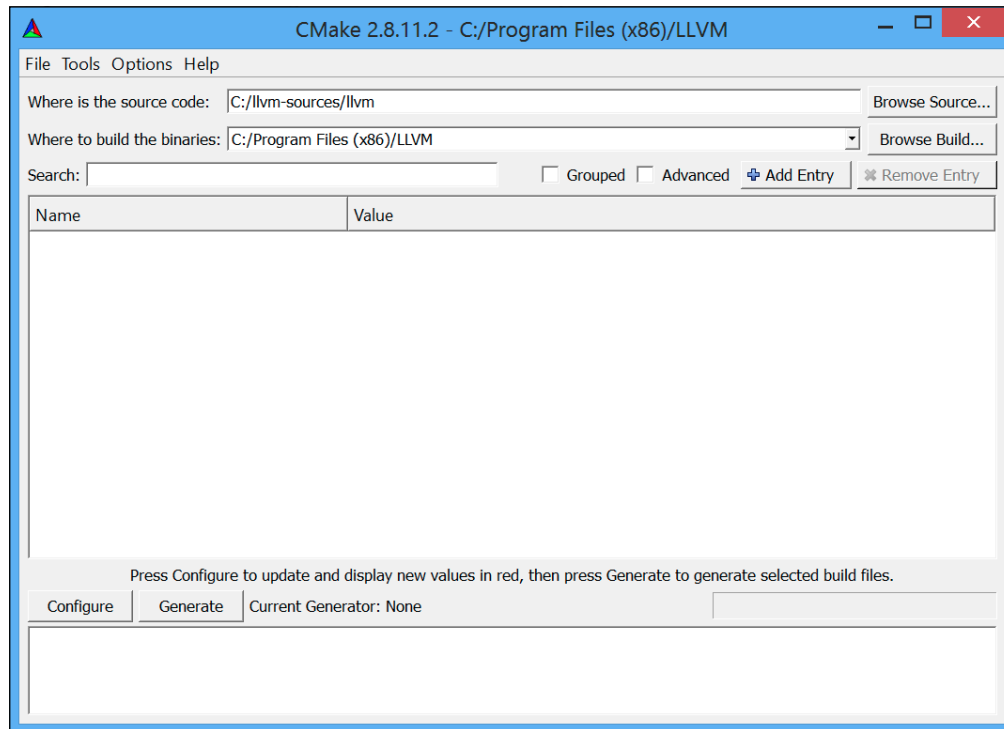 CMake 2.8.11.2 - C:/Program Files (x86)/LLVM
File Tools Options Help
Where is the source code: C:/llvm-sources/llvm Browse Source...
Where to build the binaries: C:/Program Files (x86)/LLVM Browse Build...
Search: Grouped Advanced Add Entry Remove Entry
Name Value
Press Configure to update and display new values in red, then press Generate to generate selected build files.
Configure Generate Current Generator: None